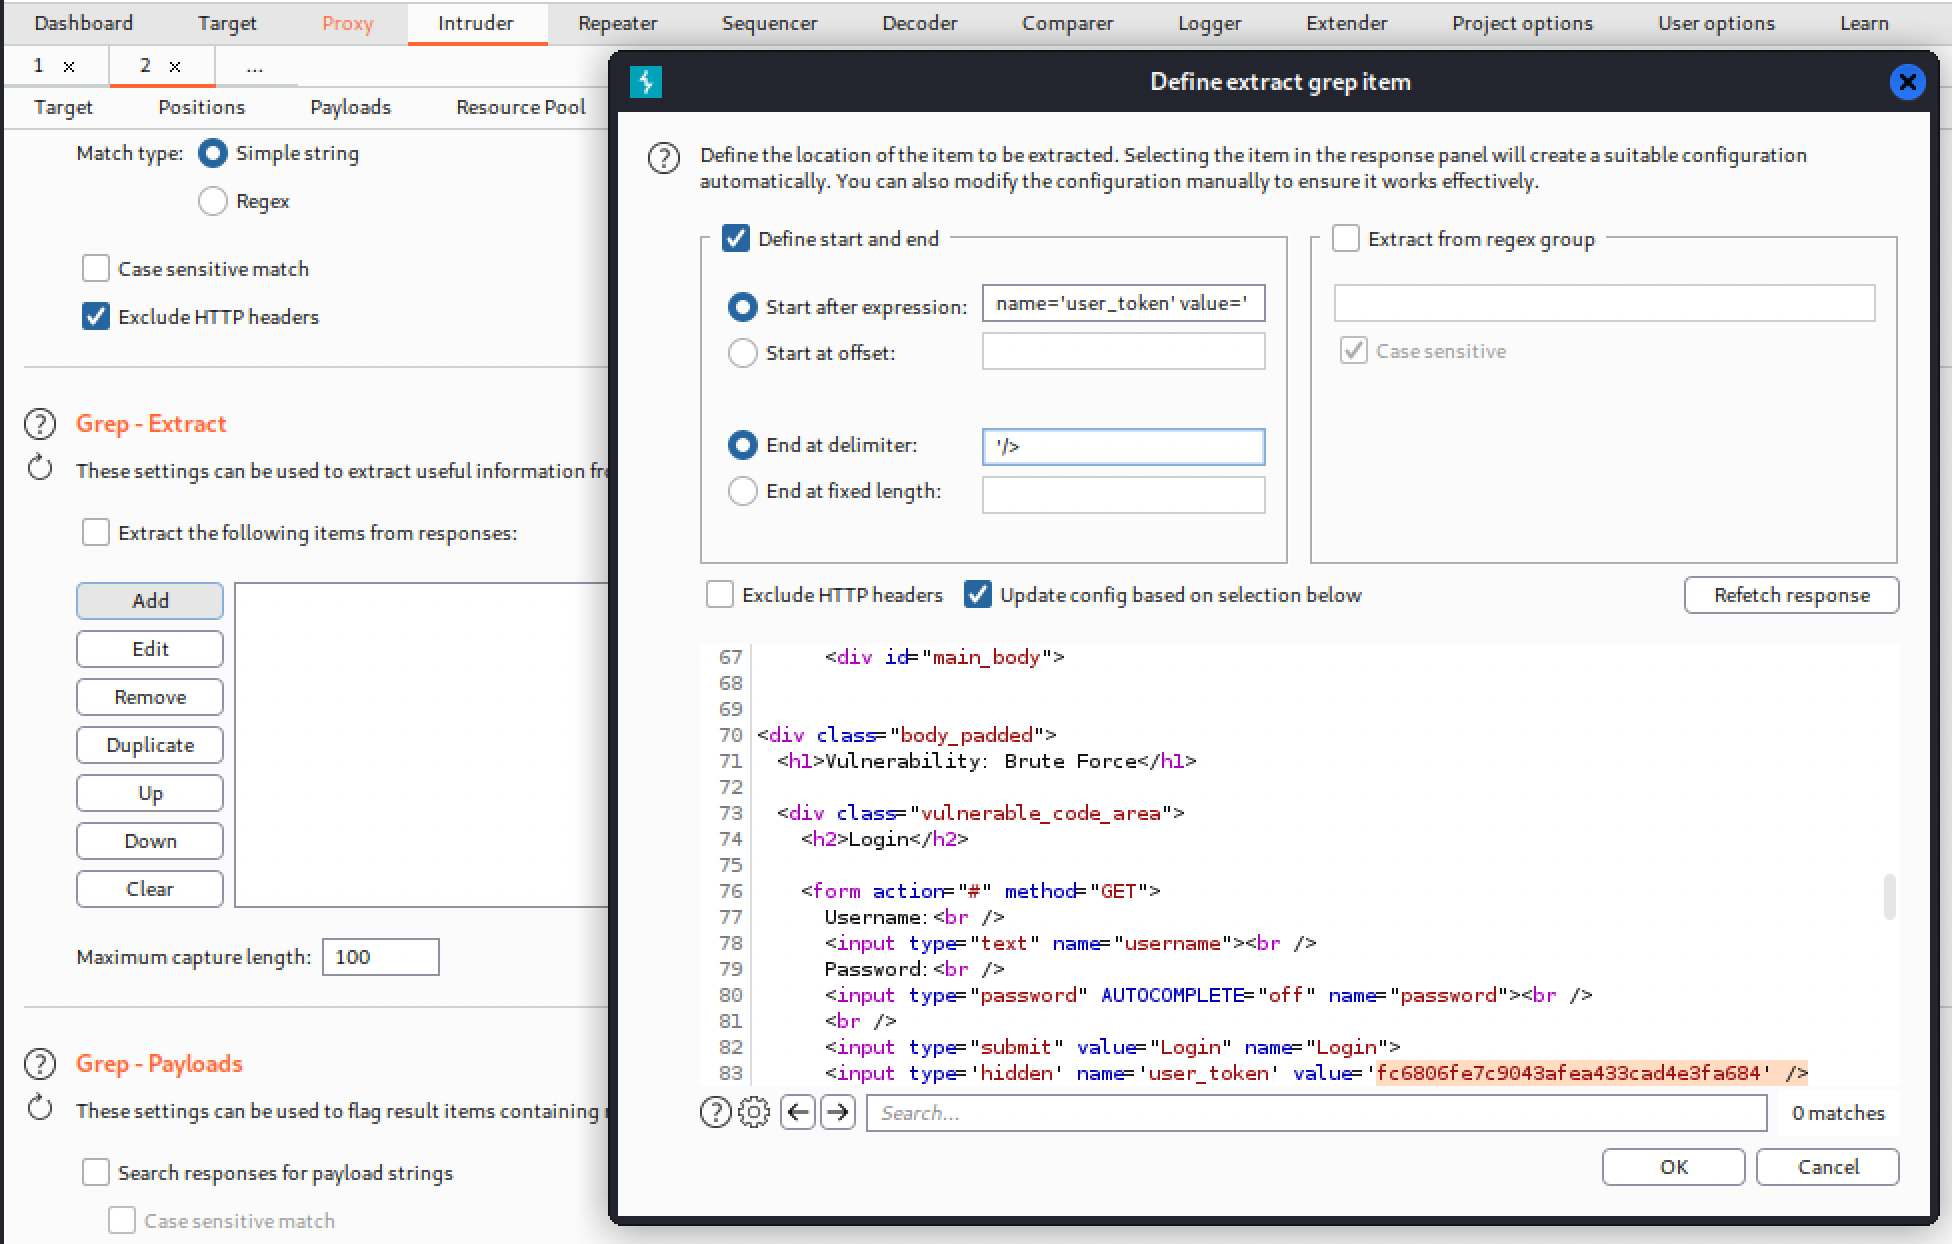 Dashboard Target Proxy Intruder Repeater Sequencer Decoder Comparer Logger Extender Project options User options Learn
1 × 2 × ...
Target Positions Payloads Resource Pool
Match type: Simple string
Regex
Case sensitive match
Exclude HTTP headers
Grep - Extract
These settings can be used to extract useful information fr
Extract the following items from responses:
Add
Edit
Remove
Duplicate
Up
Down
Clear
Maximum capture length: 100
Grep - Payloads
These settings can be used to flag result items containing
Search responses for payload strings
Case sensitive match
Define extract grep item
Define the location of the item to be extracted. Selecting the item in the response panel will create a suitable configuration
automatically. You can also modify the configuration manually to ensure it works effectively.
Define start and end
Start after expression: name='user_token' value='
Start at offset:
End at delimiter: '/>
End at fixed length:
Extract from regex group
Case sensitive
Exclude HTTP headers Update config based on selection below Refetch response
67 <div id="main_body">
68
69
70 <div class="body_padded">
71 <h1>Vulnerability: Brute Force</h1>
72
73 <div class="vulnerable_code_area">
74 <h2>Login</h2>
75
76 <form action="#" method="GET">
77 Username:<br />
78 <input type="text" name="username"><br />
79 Password:<br />
80 <input type="password" AUTOCOMPLETE="off" name="password"><br />
81 <br />
82 <input type="submit" value="Login" name="Login">
83 <input type='hidden' name='user_token' value='fc6806fe7c9043afea433cad4e3fa684' />
Search... 0 matches
OK Cancel